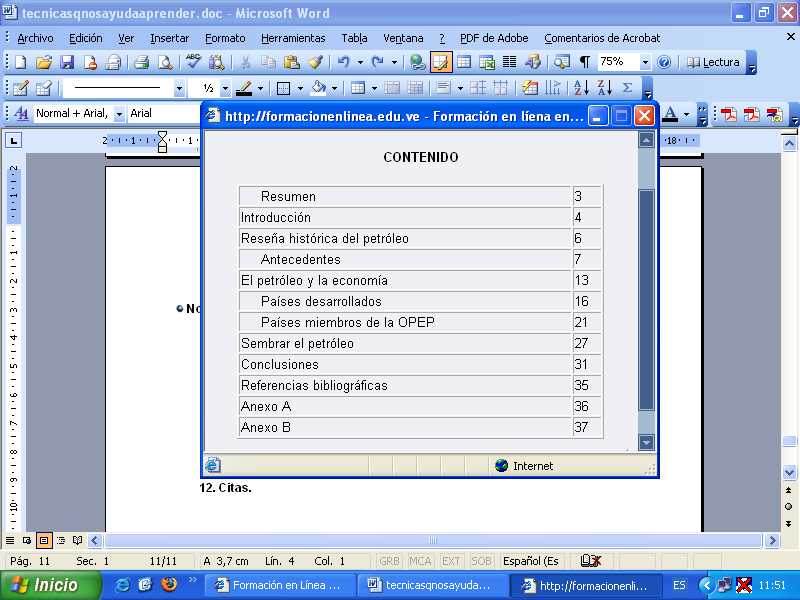 tecnicasqnosayudaaprender.doc - Microsoft Word
Archivo Edición Ver Insertar Formato Herramientas Tabla Ventana ? PDF de Adobe Comentarios de Acrobat
75% Lectura
½
Normal + Arial, Arial
http://formacionenlinea.edu.ve - Formación en líena en...
2 1 1 18
CONTENIDO
Resumen 3
Introducción 4
Reseña histórica del petróleo 6
Antecedentes 7
El petróleo y la economía 13
Países desarrollados 16
Países miembros de la OPEP 21
Sembrar el petróleo 27
Conclusiones 31
Referencias bibliográficas 35
Anexo A 36
Anexo B 37
No
Internet
12. Citas.
Pág. 11 Sec. 1 11/11 A 3,7 cm Lín. 4 Col. 1 GRB MCA EXT SOB Español (Es
Inicio Formación en Línea ... tecnicasqnosayuda... http://formacionenli... ES 11:51